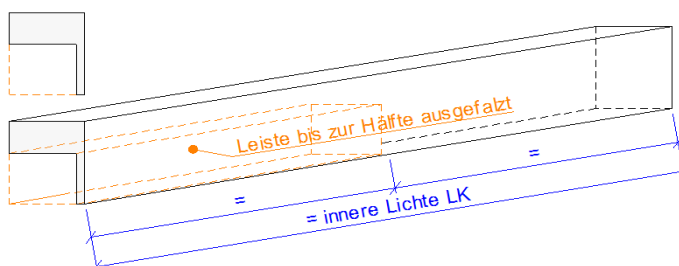 Leiste bis zur Hälfte ausgefalzt
=
=
= innere Lichte LK